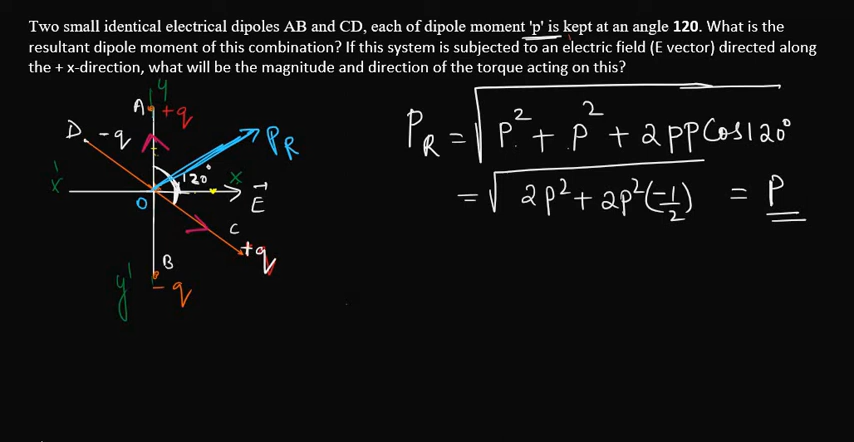 Two small identical electrical dipoles AB and CD, each of dipole moment 'p' is kept at an angle 120. What is the
resultant dipole moment of this combination? If this system is subjected to an electric field (E vector) directed along
the + x-direction, what will be the magnitude and direction of the torque acting on this?
y
A +q
D -q
P_R
120°
x' x
O
E⃗
C
+q
B
y' -q
P_R = √(P² + P² + 2PP Cos120°)
= √(2P² + 2P²(-1/2)) = P